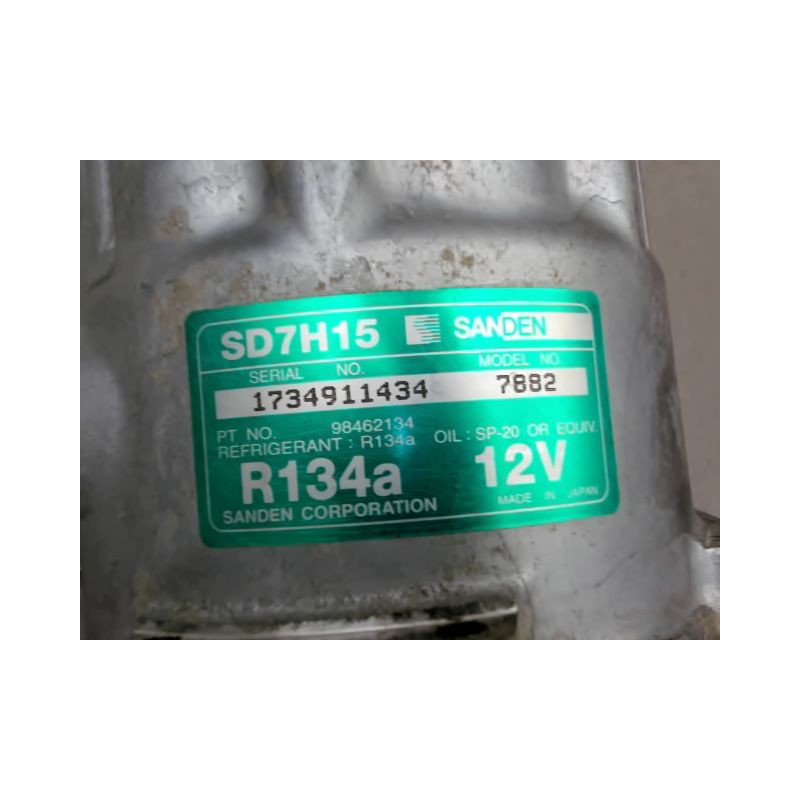 SD7H15 SANDEN
SERIAL NO. MODEL NO.
1734911434 7882
PT NO. 98462134
REFRIGERANT : R134a OIL : SP-20 OR EQUIV.
R134a 12V
SANDEN CORPORATION MADE IN JAPAN